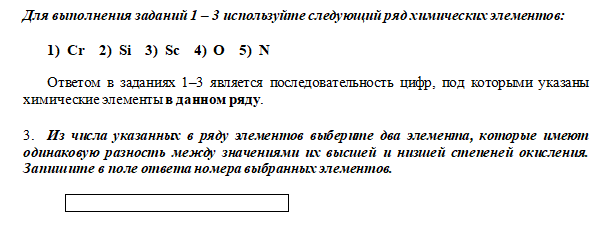 Для выполнения заданий 1 – 3 используйте следующий ряд химических элементов:
1) Cr 2) Si 3) Sc 4) O 5) N
Ответом в заданиях 1–3 является последовательность цифр, под которыми указаны
химические элементы в данном ряду.
3. Из числа указанных в ряду элементов выберите два элемента, которые имеют
одинаковую разность между значениями их высшей и низшей степеней окисления.
Запишите в поле ответа номера выбранных элементов.